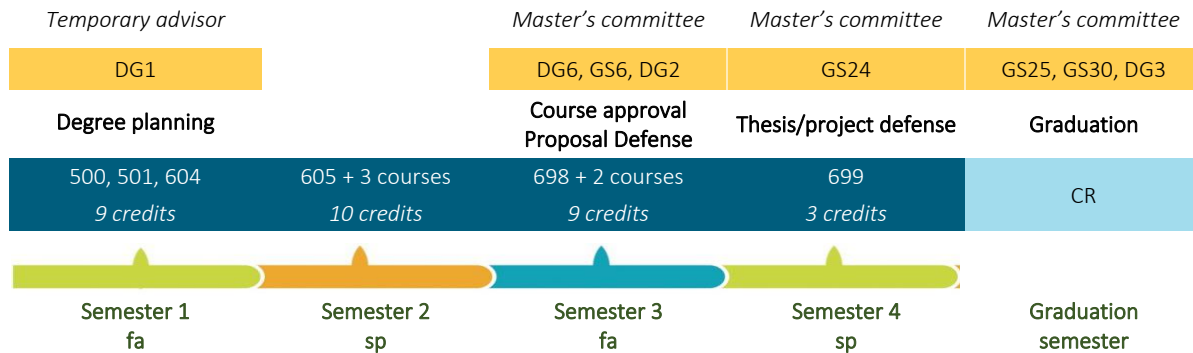 Temporary advisor
Master's committee
Master's committee
Master's committee
DG1
DG6, GS6, DG2
GS24
GS25, GS30, DG3
Degree planning
Course approval
Proposal Defense
Thesis/project defense
Graduation
500, 501, 604
9 credits
605 + 3 courses
10 credits
698 + 2 courses
9 credits
699
3 credits
CR
Semester 1
fa
Semester 2
sp
Semester 3
fa
Semester 4
sp
Graduation
semester